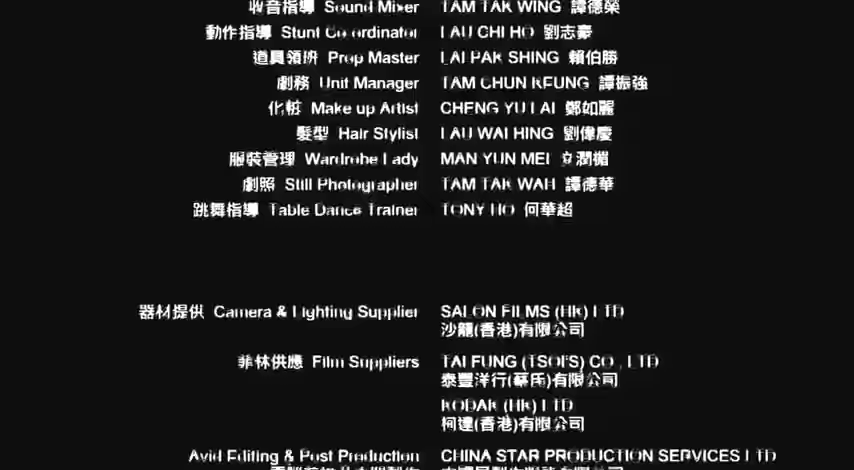 收音指導 Sound Mixer TAM TAK WING 譚德榮
動作指導 Stunt Co ordinator LAU CHI HO 劉志豪
道具領班 Prop Master LAI PAK SHING 賴伯勝
劇務 Unit Manager TAM CHUN KEUNG 譚振強
化粧 Make up Artist CHENG YU LAI 鄭如麗
髮型 Hair Stylist LAU WAI HING 劉偉慶
服裝管理 Wardrobe Lady MAN YUN MEI 文潤楣
劇照 Still Photographer TAM TAK WAH 譚德華
跳舞指導 Table Dance Trainer TONY HO 何華超
器材提供 Camera & Lighting Supplier SALON FILMS (HK) LTD
沙龍(香港)有限公司
菲林供應 Film Suppliers TAI FUNG (TSOI'S) CO., LTD
泰豐洋行(蔡氏)有限公司
KODAK (HK) LTD
柯達(香港)有限公司
Avid Editing & Post Production CHINA STAR PRODUCTION SERVICES LTD